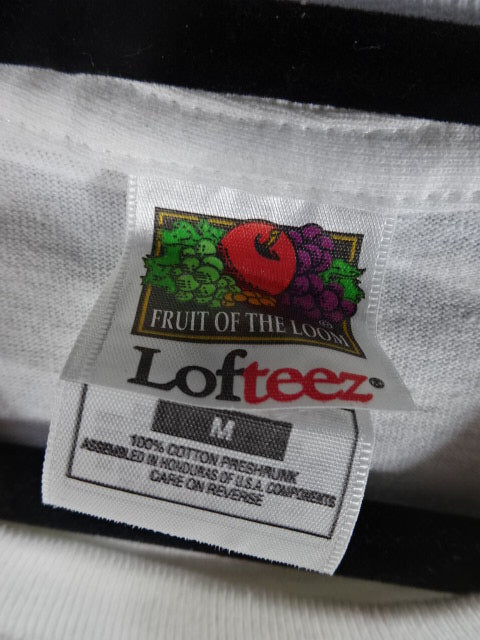 FRUIT OF THE LOOM®
Lofteez®
M
100% COTTON PRESHRUNK
ASSEMBLED IN HONDURAS OF U.S.A. COMPONENTS
CARE ON REVERSE